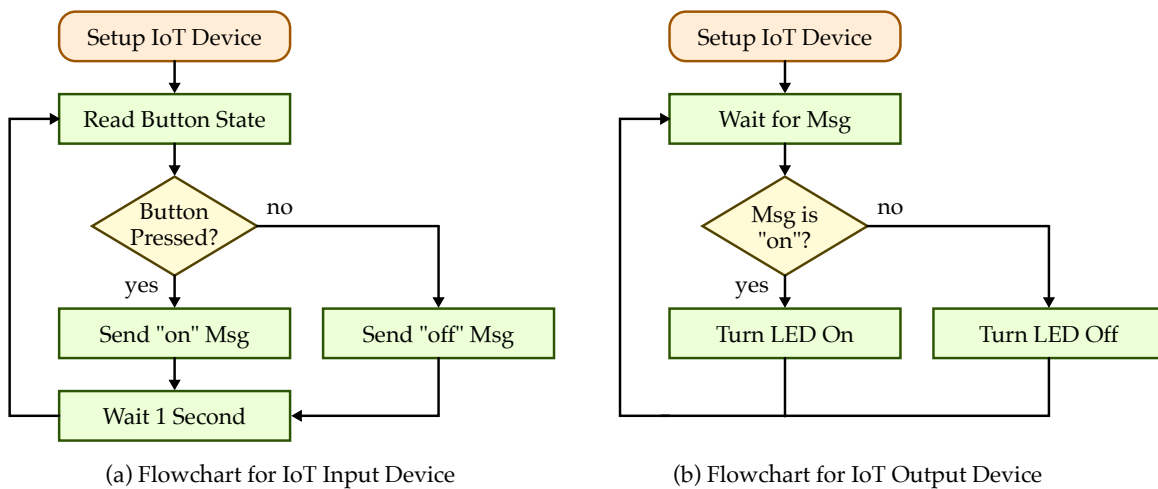 Setup IoT Device
Read Button State
Button
Pressed?
no
yes
Send "on" Msg
Send "off" Msg
Wait 1 Second
(a) Flowchart for IoT Input Device
Setup IoT Device
Wait for Msg
Msg is
"on"?
no
yes
Turn LED On
Turn LED Off
(b) Flowchart for IoT Output Device